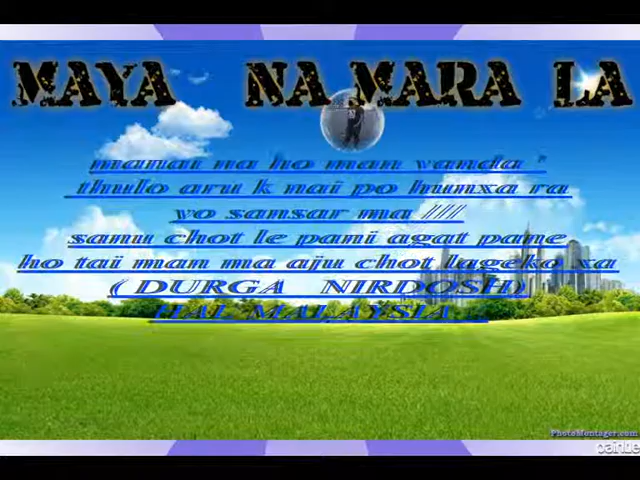 MAYA NA MARA LA
manai na ho man vanda "
thulo aru k nai po hunxa ra
yo sansar ma ////
sanu chot le pani agat pane
ho tai man ma aju chot lageko xa
( DURGA NIRDOSH)
HAL MALAYSIA
PhotoMontager.com